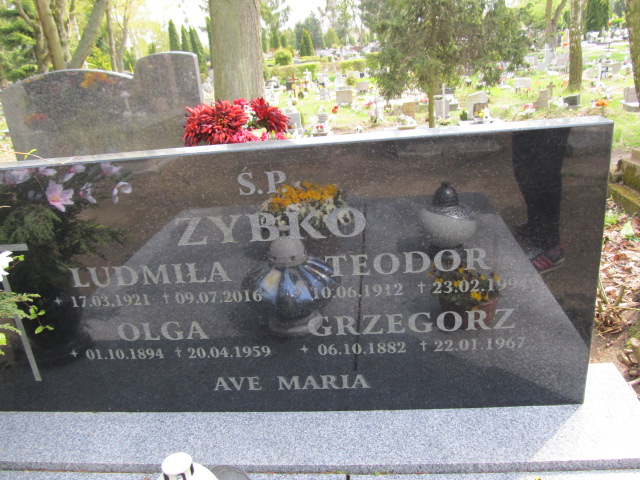 Ś.P.
ZYBKO
LUDMIŁA TEODOR
+ 17.03.1921 † 09.07.2016 10.06.1912 † 23.02.1994
OLGA GRZEGORZ
+ 01.10.1894 † 20.04.1959 + 06.10.1882 † 22.01.1967
AVE MARIA